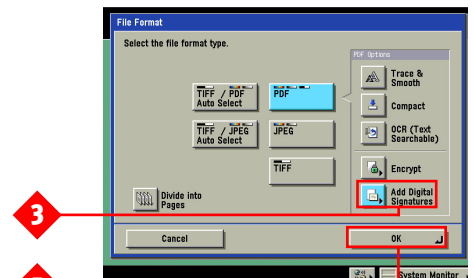 File Format
Select the file format type.
PDF Options
TIFF / PDF
Auto Select
PDF
Trace &
Smooth
Compact
TIFF / JPEG
Auto Select
JPEG
OCR (Text
Searchable)
TIFF
Encrypt
Divide into
Pages
Add Digital
Signatures
3
Cancel
OK
System Monitor